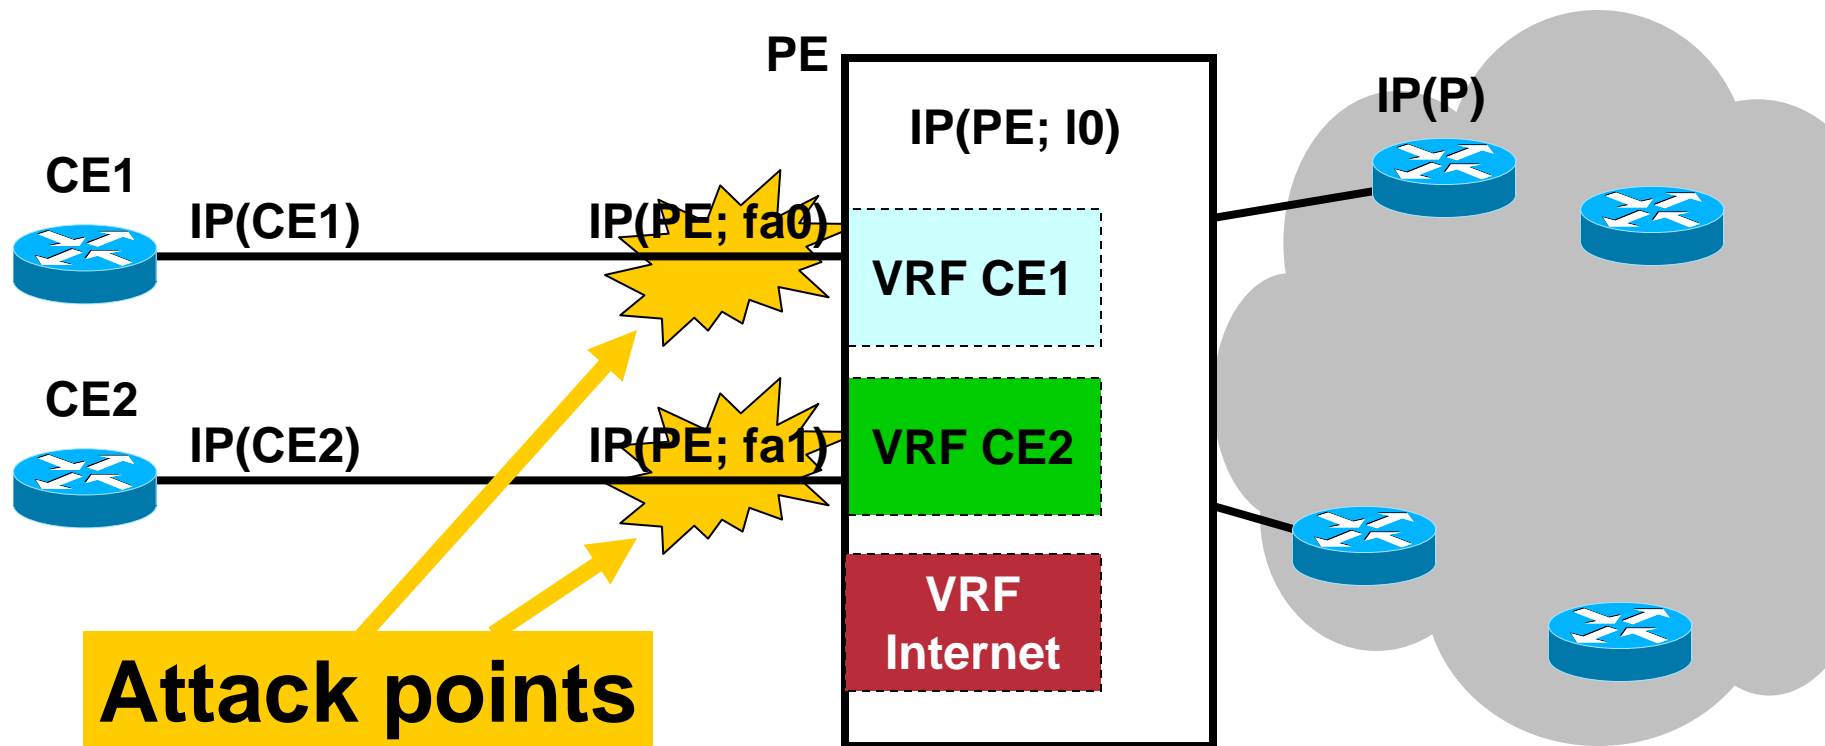 PE
IP(P)
IP(PE; l0)
CE1
IP(CE1)
IP(PE; fa0)
VRF CE1
CE2
IP(CE2)
IP(PE; fa1)
VRF CE2
VRF
Internet
Attack points